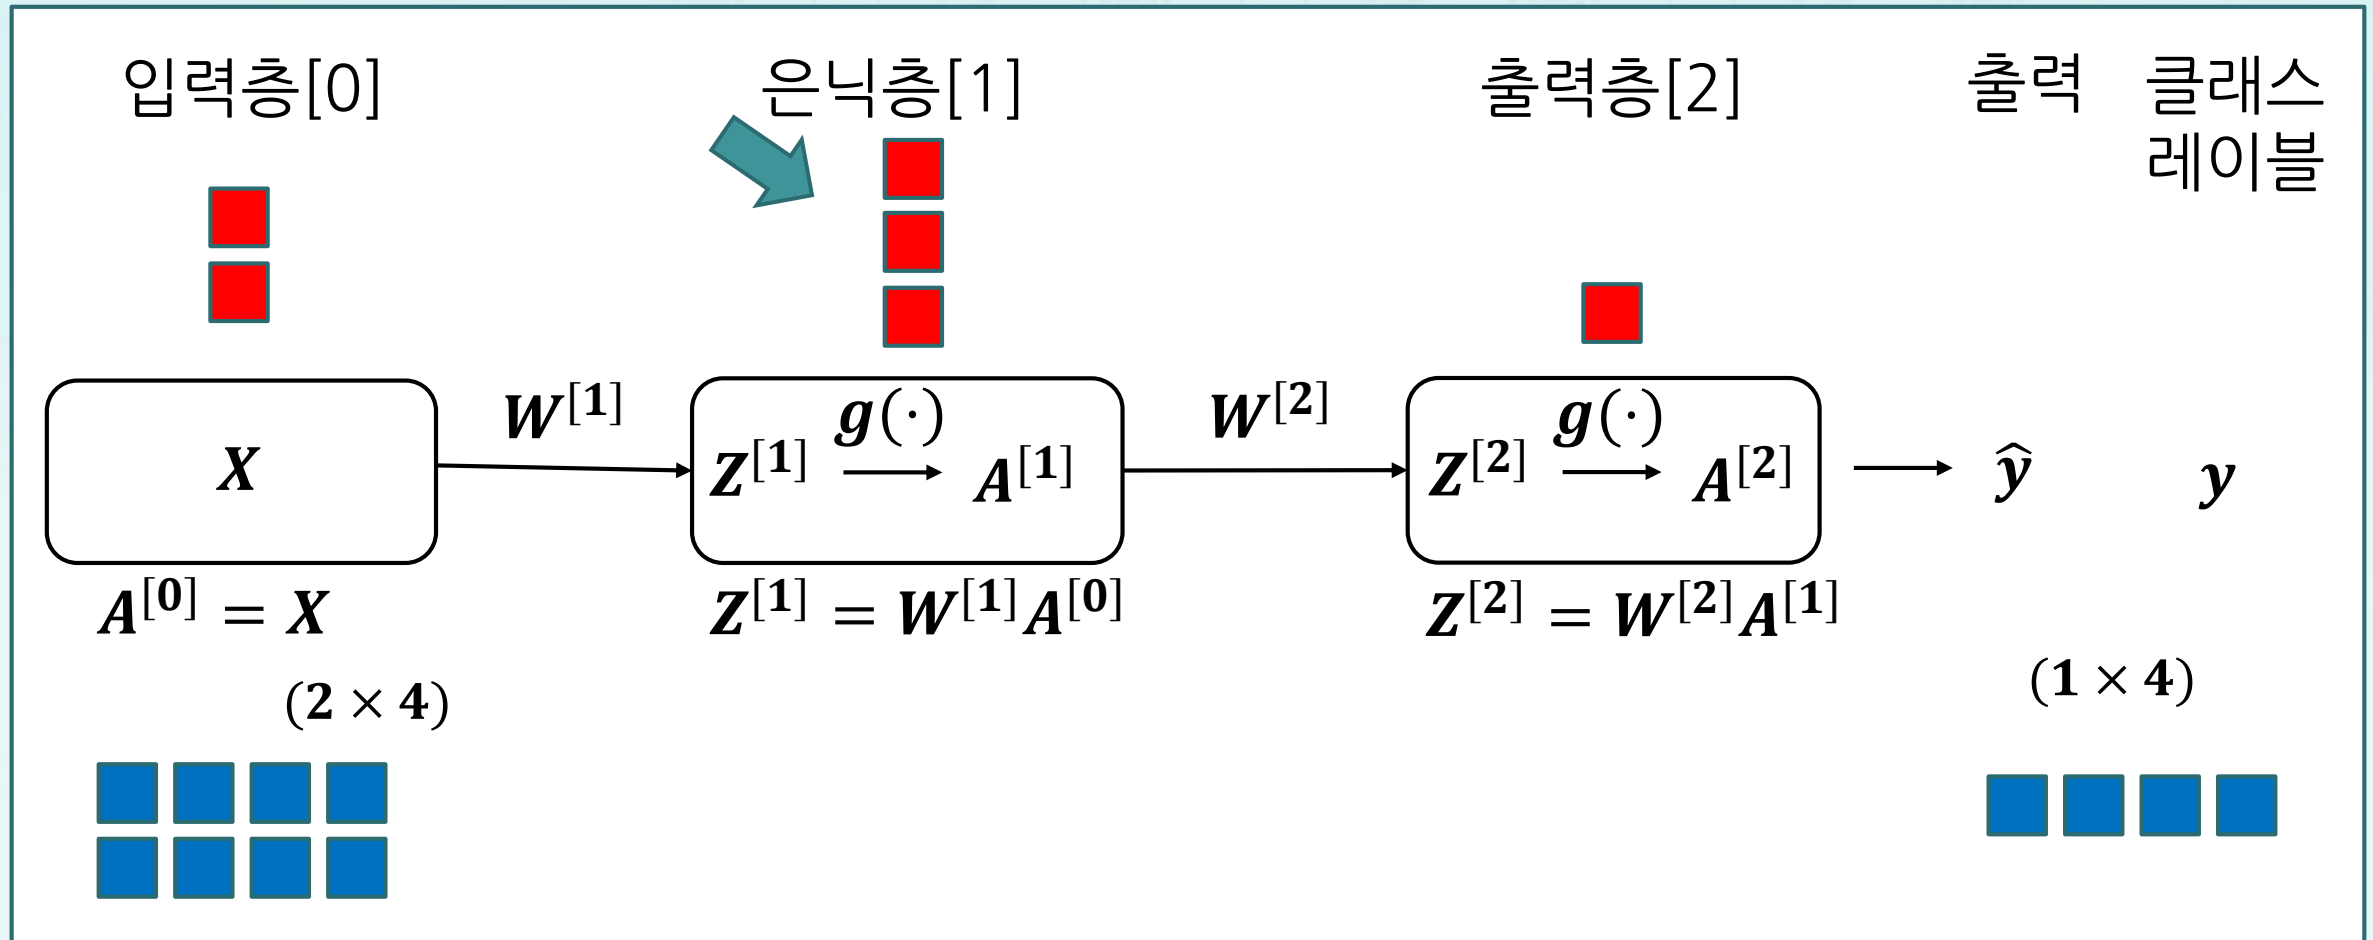 입력층[0] 은닉층[1] 출력층[2] 출력 클래스
레이블
X W^[1] Z^[1] g(·) A^[1] W^[2] Z^[2] g(·) A^[2] ŷ y
A^[0] = X Z^[1] = W^[1]A^[0] Z^[2] = W^[2]A^[1]
(2 × 4) (1 × 4)